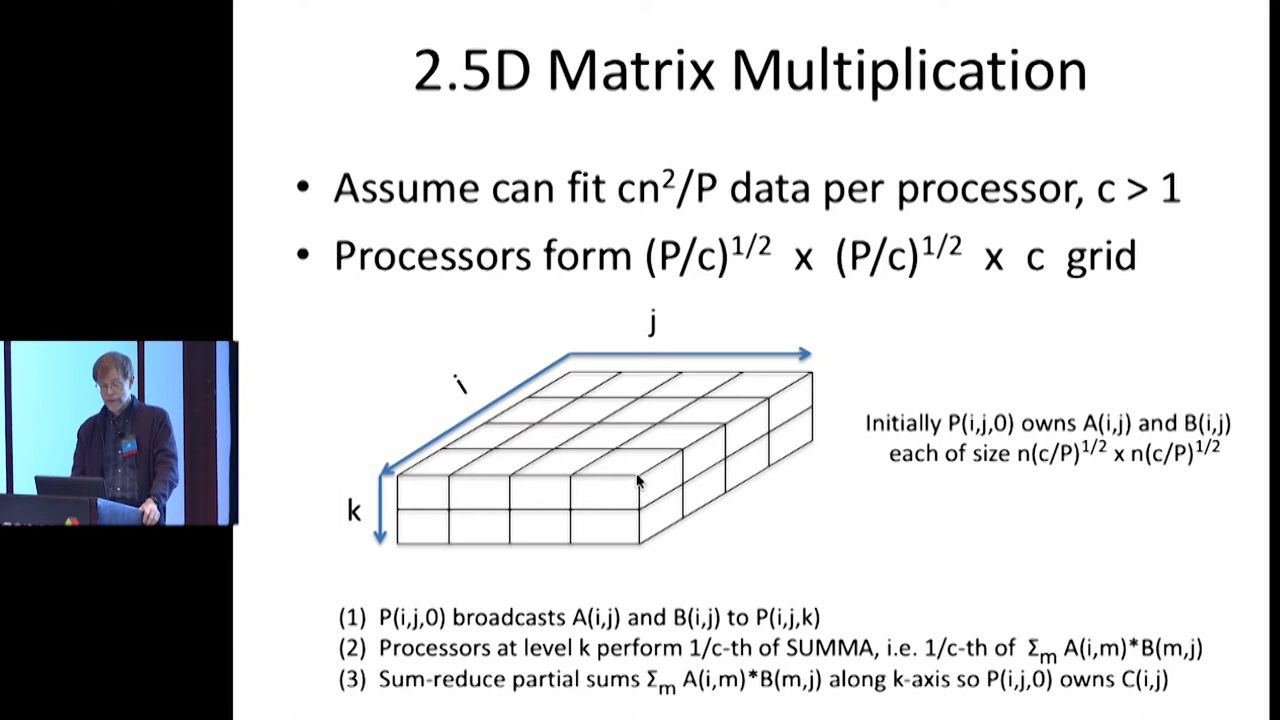 2.5D Matrix Multiplication
• Assume can fit cn²/P data per processor, c > 1
• Processors form (P/c)^1/2 x (P/c)^1/2 x c grid
j
i
k
Initially P(i,j,0) owns A(i,j) and B(i,j)
each of size n(c/P)^1/2 x n(c/P)^1/2
(1) P(i,j,0) broadcasts A(i,j) and B(i,j) to P(i,j,k)
(2) Processors at level k perform 1/c-th of SUMMA, i.e. 1/c-th of Σₘ A(i,m)*B(m,j)
(3) Sum-reduce partial sums Σₘ A(i,m)*B(m,j) along k-axis so P(i,j,0) owns C(i,j)